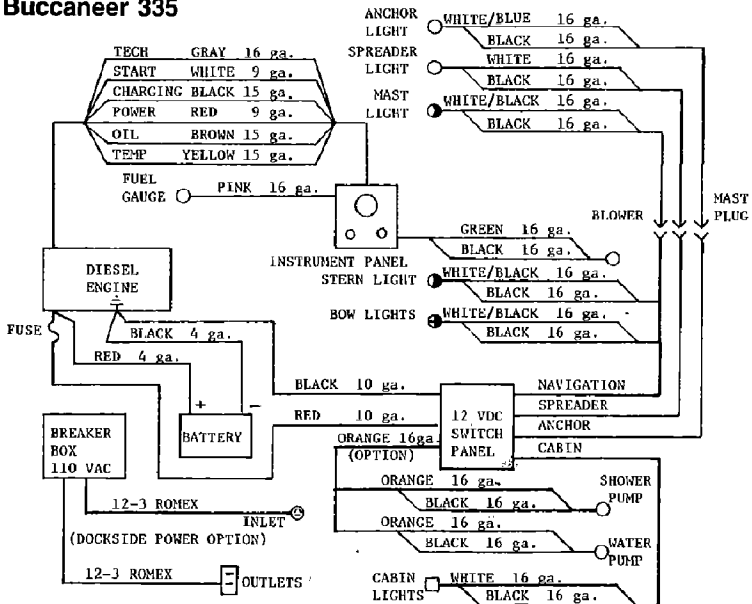 Buccaneer 335
ANCHOR LIGHT
WHITE/BLUE 16 ga.
BLACK 16 ga.
SPREADER LIGHT
WHITE 16 ga.
BLACK 16 ga.
MAST LIGHT
WHITE/BLACK 16 ga.
BLACK 16 ga.
TECH GRAY 16 ga.
START WHITE 9 ga.
CHARGING BLACK 15 ga.
POWER RED 9 ga.
OIL BROWN 15 ga.
TEMP YELLOW 15 ga.
FUEL GAUGE
PINK 16 ga.
MAST PLUG
BLOWER
GREEN 16 ga.
BLACK 16 ga.
INSTRUMENT PANEL
STERN LIGHT
WHITE/BLACK 16 ga.
BLACK 16 ga.
BOW LIGHTS
WHITE/BLACK 16 ga.
BLACK 16 ga.
DIESEL ENGINE
FUSE
BLACK 4 ga.
RED 4 ga.
+ -
BATTERY
BLACK 10 ga.
RED 10 ga.
12 VDC SWITCH PANEL
NAVIGATION
SPREADER
ANCHOR
CABIN
ORANGE 16ga.
(OPTION)
BREAKER BOX 110 VAC
ORANGE 16 ga.
BLACK 16 ga.
SHOWER PUMP
ORANGE 16 ga.
BLACK 16 ga.
WATER PUMP
12-3 ROMEX
INLET
(DOCKSIDE POWER OPTION)
12-3 ROMEX
OUTLETS
CABIN LIGHTS
WHITE 16 ga.
BLACK 16 ga.